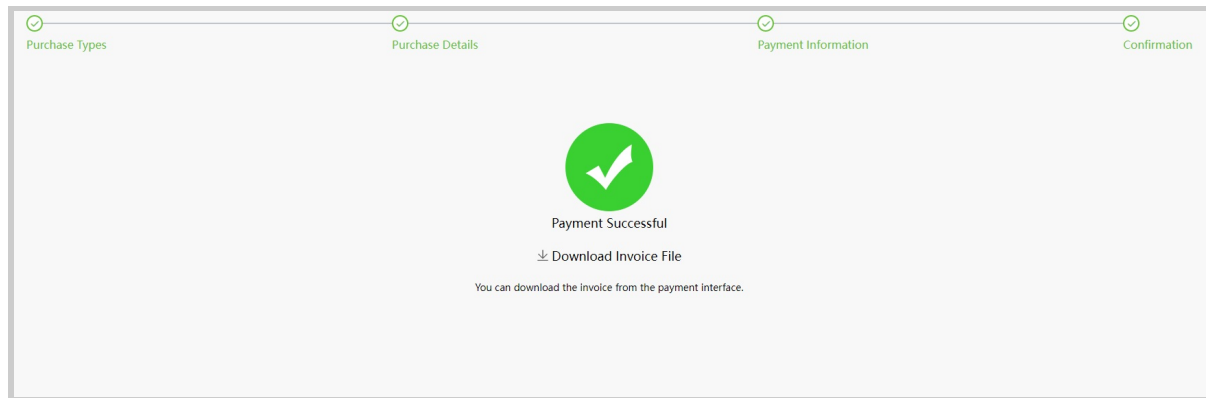 Purchase Types
Purchase Details
Payment Information
Confirmation
Payment Successful
Download Invoice File
You can download the invoice from the payment interface.